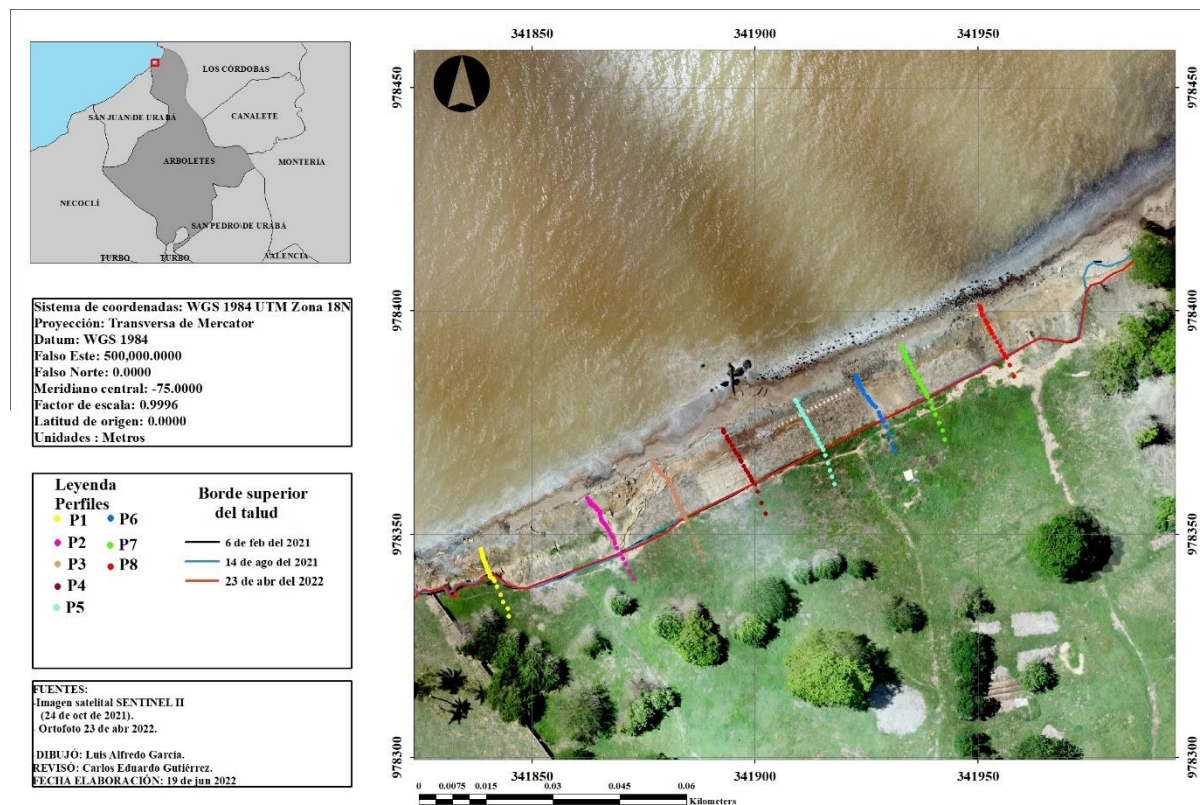 LOS CÓRDOBAS
SAN JUAN DE URABÁ
CANALETE
ARBOLETES
MONTERÍA
NECOCLÍ
SAN PEDRO DE URABÁ
TURBO
TURBO
VALENCIA
Sistema de coordenadas: WGS 1984 UTM Zona 18N
Proyección: Transversa de Mercator
Datum: WGS 1984
Falso Este: 500,000.0000
Falso Norte: 0.0000
Meridiano central: -75.0000
Factor de escala: 0.9996
Latitud de origen: 0.0000
Unidades : Metros
Leyenda
Perfiles
P1
P2
P3
P4
P5
P6
P7
P8
Borde superior
del talud
6 de feb del 2021
14 de ago del 2021
23 de abr del 2022
FUENTES:
-Imagen satelital SENTINEL II
(24 de oct de 2021).
- Ortofoto 23 de abr 2022.
DIBUJÓ: Luis Alfredo García.
REVISÓ: Carlos Eduardo Gutiérrez.
FECHA ELABORACIÓN: 19 de jun 2022
341850 341900 341950
978450 978450
978400 978400
978350 978350
978300 978300
341850 341900 341950
0 0.0075 0.015 0.03 0.045 0.06
Kilometers